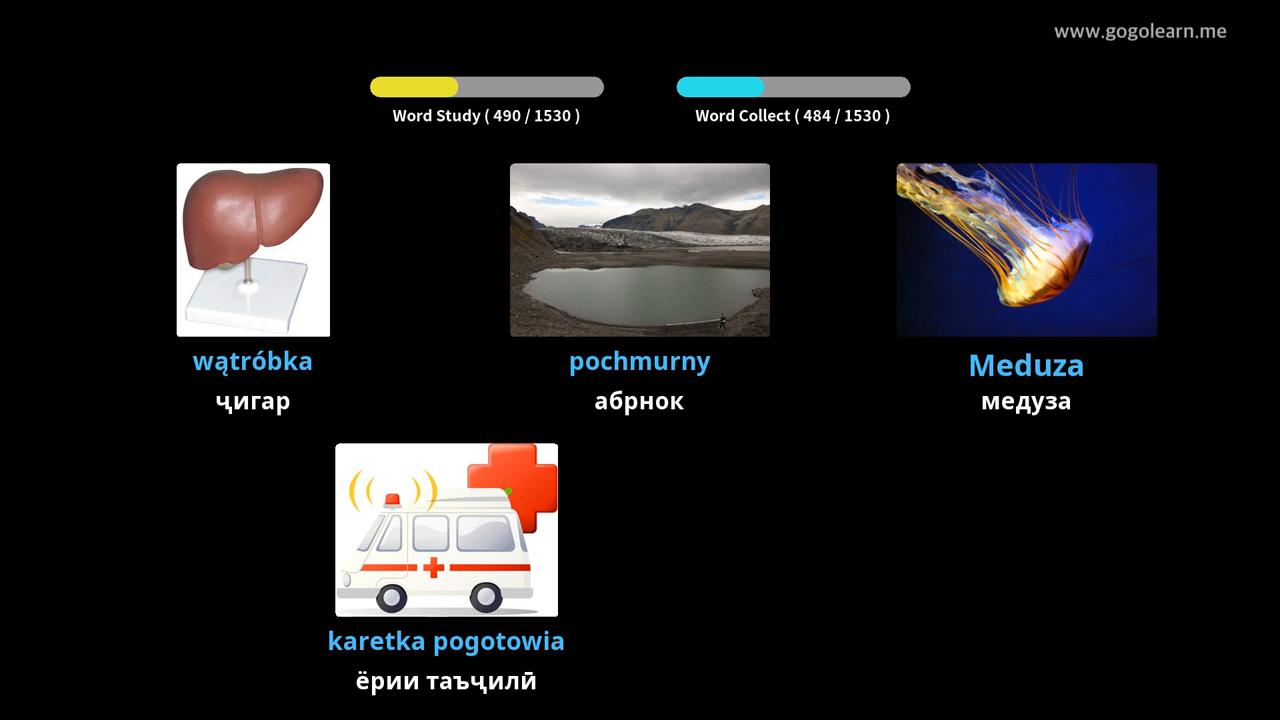 www.gogolearn.me
Word Study ( 490 / 1530 )
Word Collect ( 484 / 1530 )
wątróbka
ҷигар
pochmurny
абрнок
Meduza
медуза
karetka pogotowia
ёрии таъҷилӣ